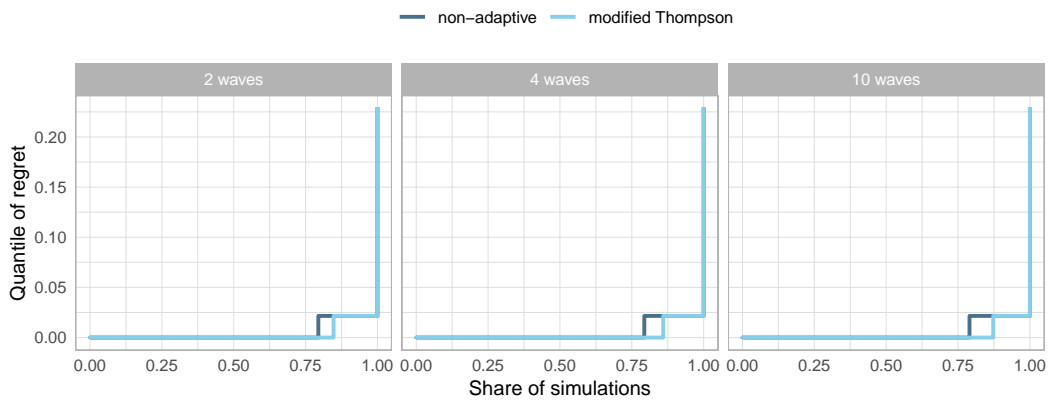 non−adaptive modified Thompson
2 waves 4 waves 10 waves
Quantile of regret
0.20
0.15
0.10
0.05
0.00
0.00 0.25 0.50 0.75 1.00 0.00 0.25 0.50 0.75 1.00 0.00 0.25 0.50 0.75 1.00
Share of simulations